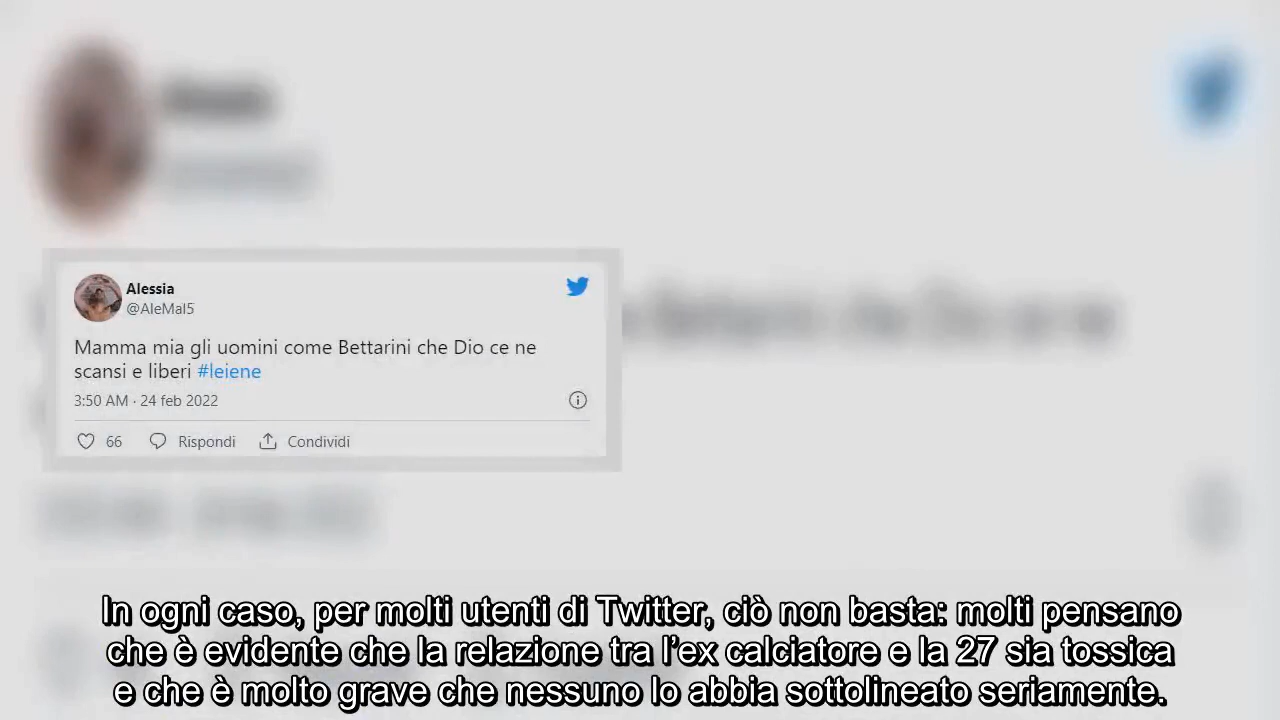 Alessia
@AleMal5
Mamma mia gli uomini come Bettarini che Dio ce ne
scansi e liberi #leiene
3:50 AM · 24 feb 2022
66 Rispondi Condividi
In ogni caso, per molti utenti di Twitter, ciò non basta: molti pensano
che è evidente che la relazione tra l'ex calciatore e la 27 sia tossica
e che è molto grave che nessuno lo abbia sottolineato seriamente.